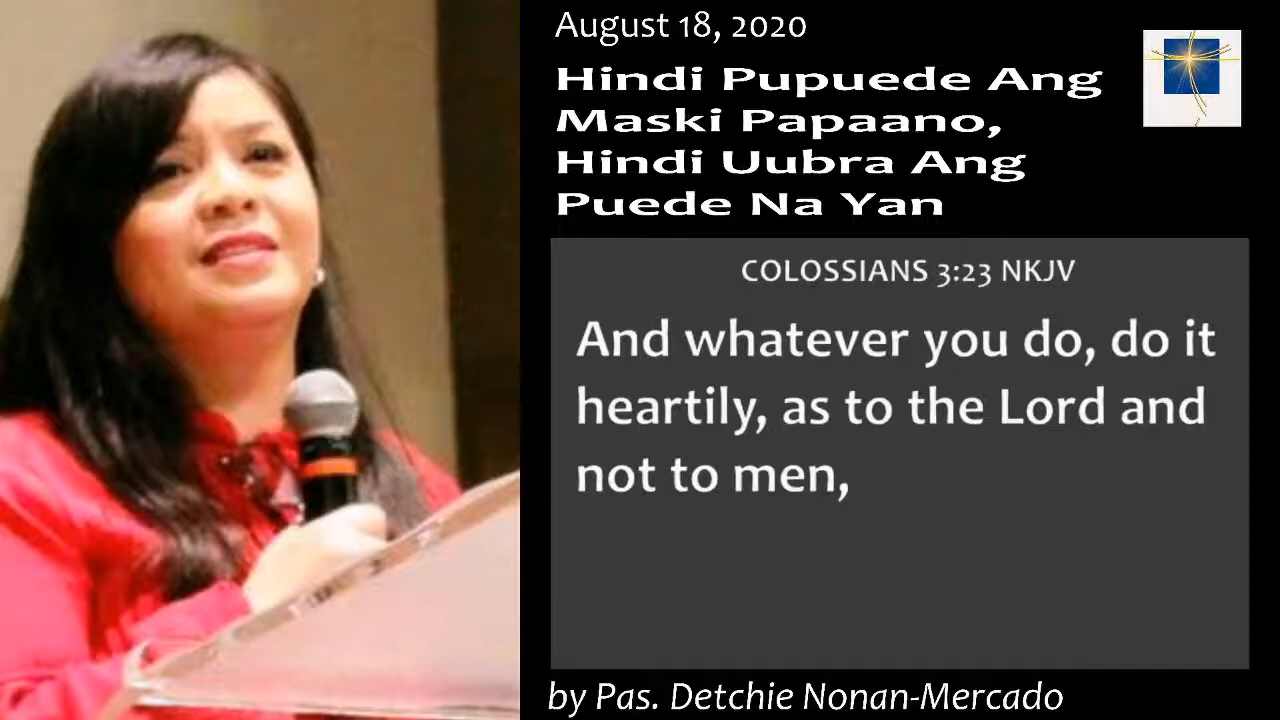 August 18, 2020
Hindi Pupuede Ang
Maski Papaano,
Hindi Uubra Ang
Puede Na Yan
COLOSSIANS 3:23 NKJV
And whatever you do, do it
heartily, as to the Lord and
not to men,
by Pas. Detchie Nonan-Mercado